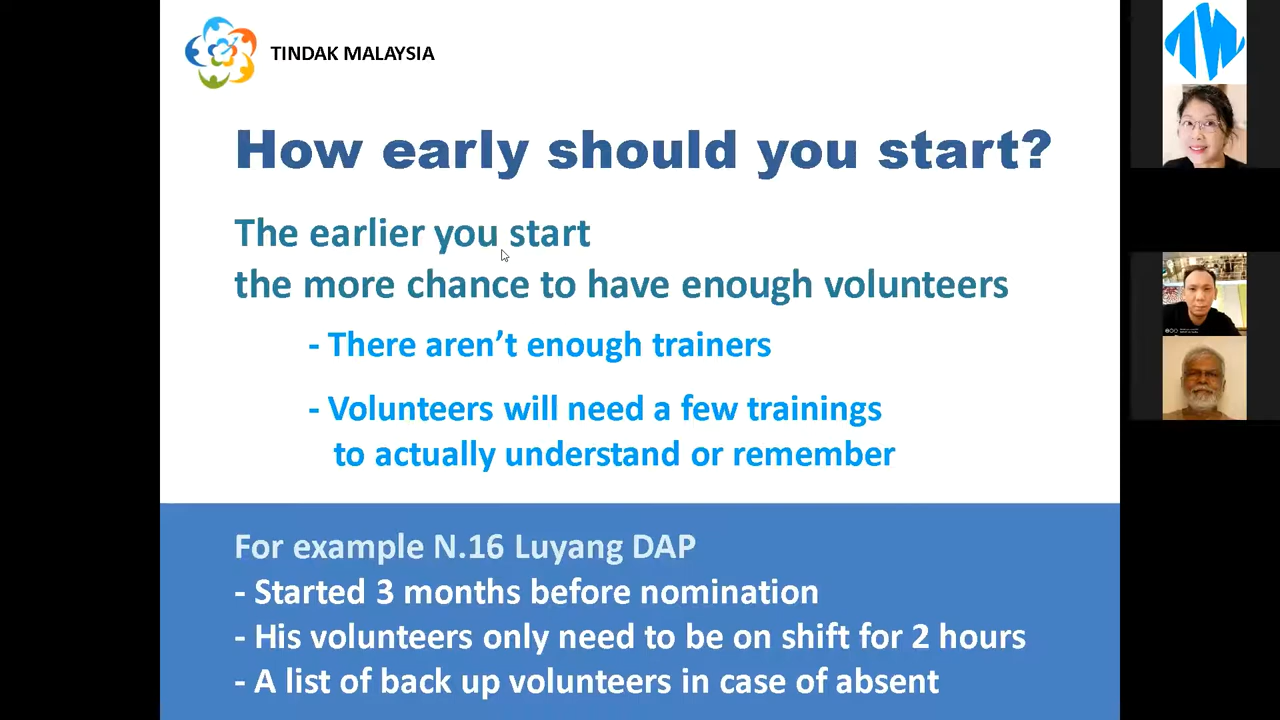 TINDAK MALAYSIA
How early should you start?
The earlier you start
the more chance to have enough volunteers
- There aren't enough trainers
- Volunteers will need a few trainings
to actually understand or remember
For example N.16 Luyang DAP
- Started 3 months before nomination
- His volunteers only need to be on shift for 2 hours
- A list of back up volunteers in case of absent